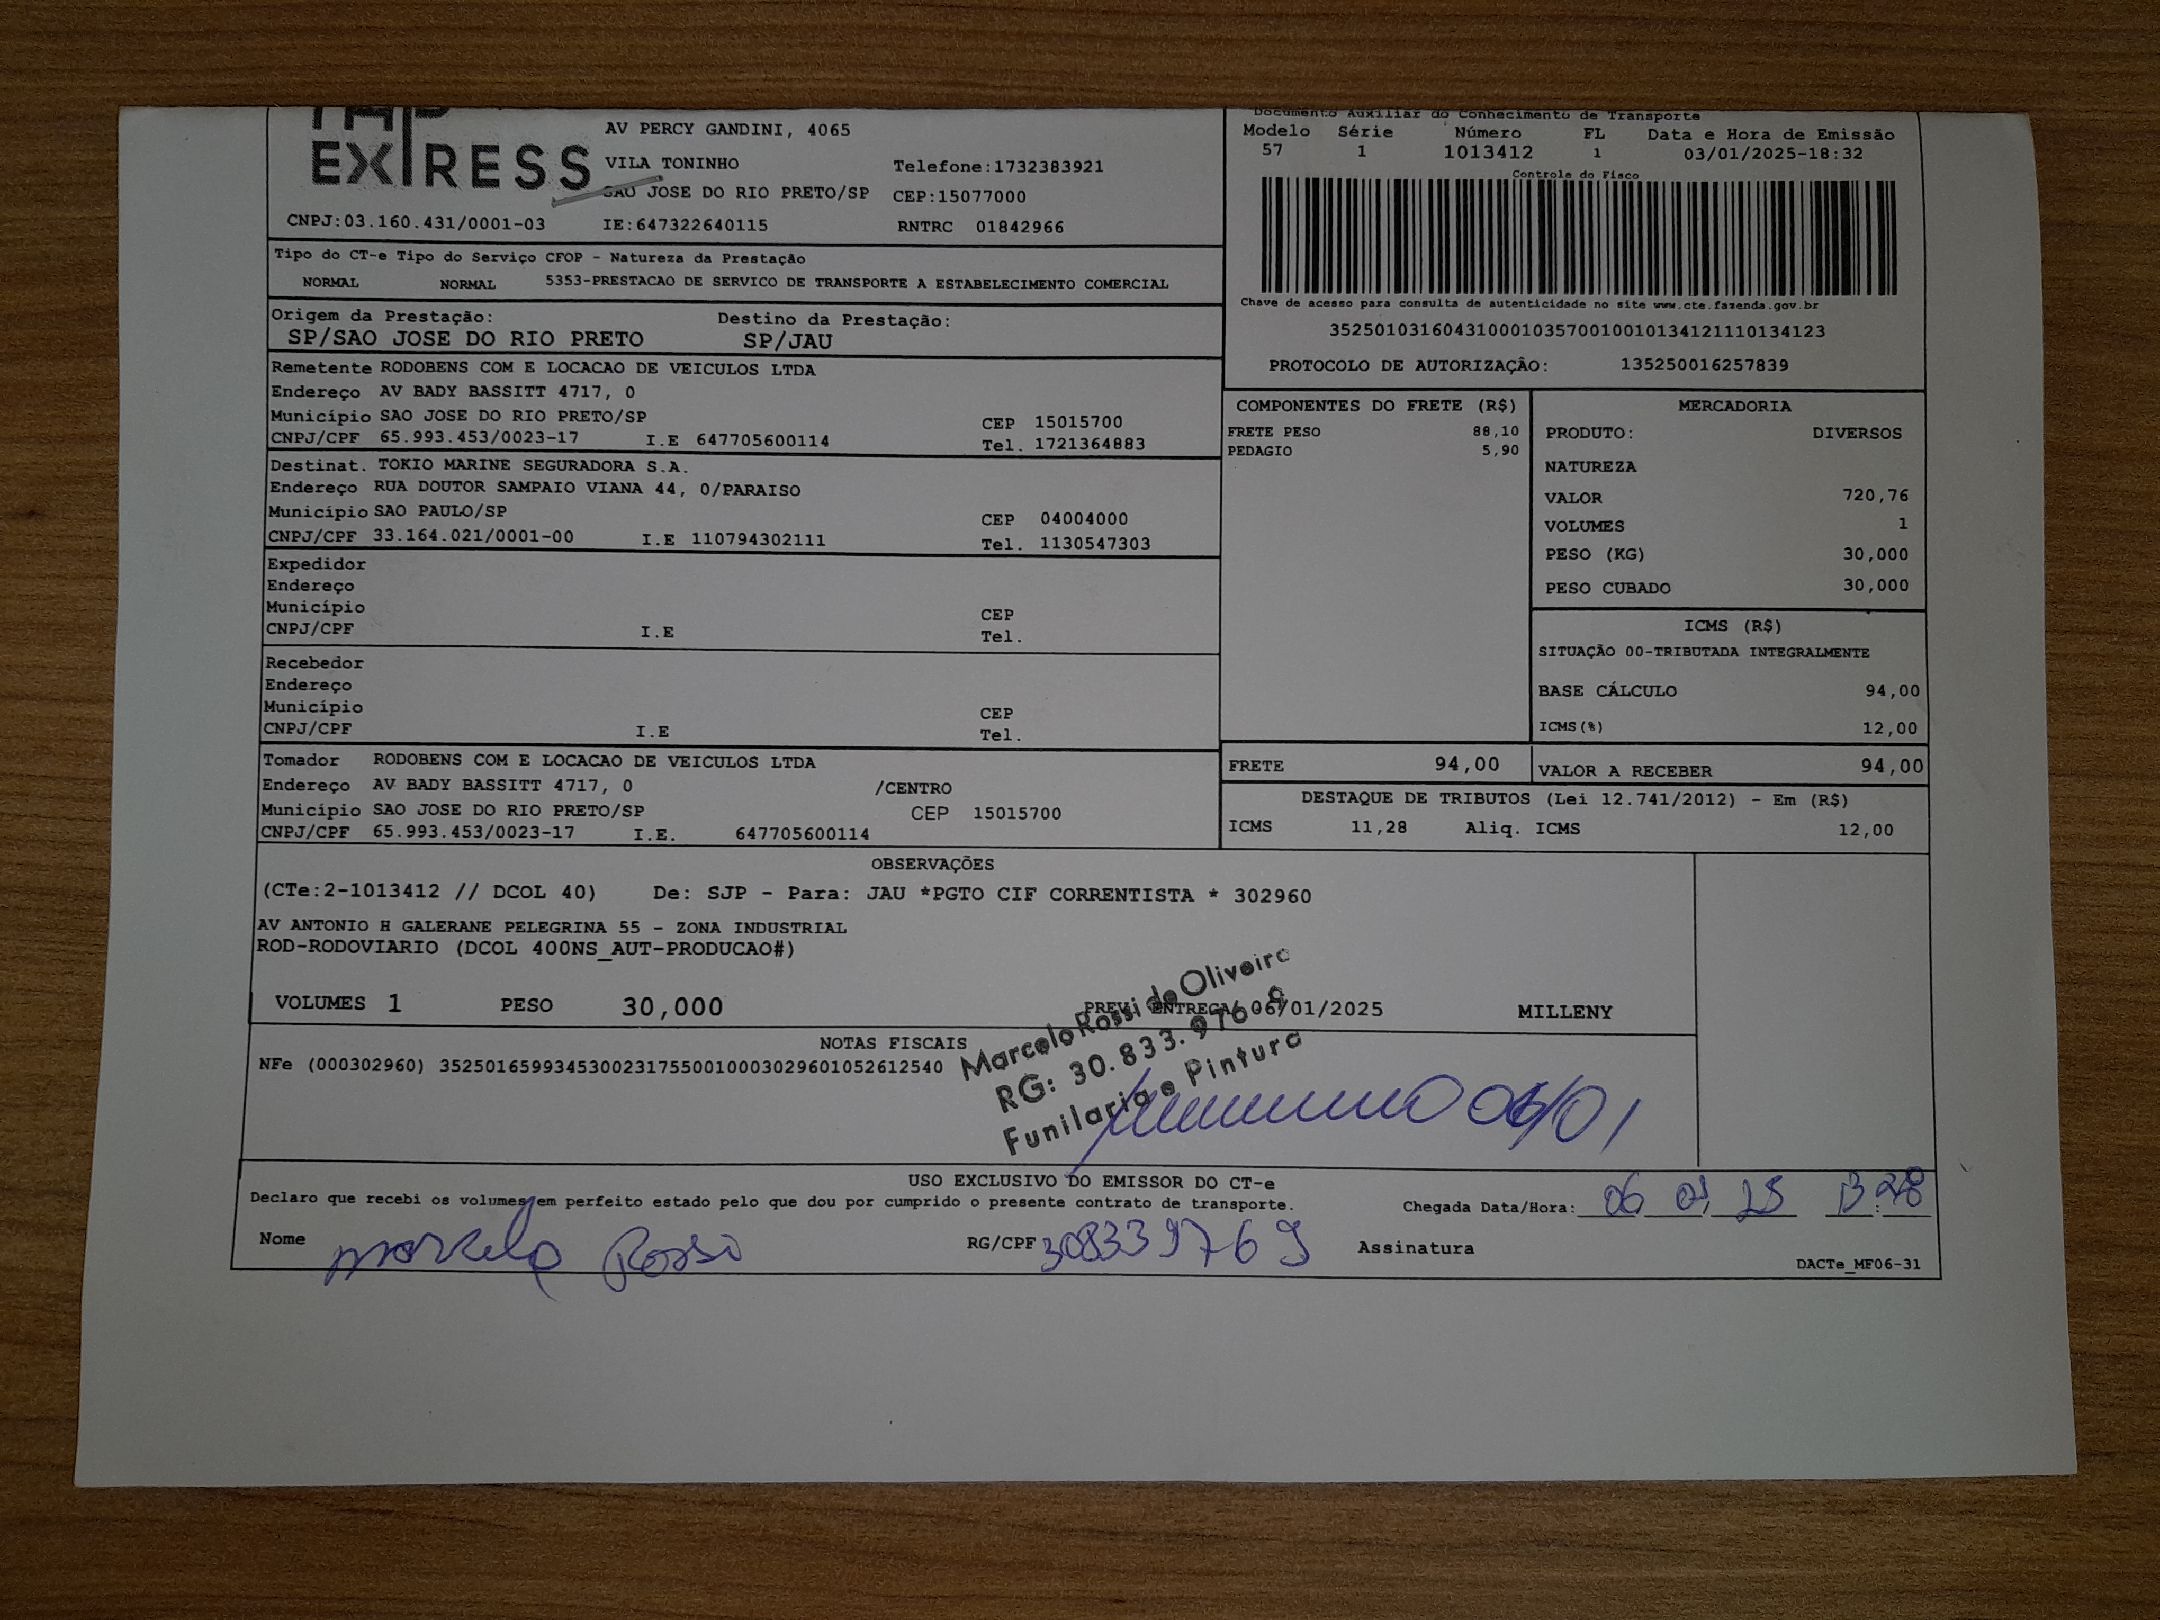 EXPRESS
AV PERCY GANDINI, 4065
VILA TONINHO Telefone:1732383921
SAO JOSE DO RIO PRETO/SP CEP:15077000
CNPJ:03.160.431/0001-03 IE:647322640115 RNTRC 01842966
Documento Auxiliar do Conhecimento de Transporte
Modelo Série Número FL Data e Hora de Emissão
57 1 1013412 1 03/01/2025-18:32
Controle do Fisco
Chave de acesso para consulta de autenticidade no site www.cte.fazenda.gov.br
35250103160431000103570010010134121110134123
PROTOCOLO DE AUTORIZAÇÃO: 135250016257839
Tipo do CT-e Tipo do Serviço CFOP - Natureza da Prestação
NORMAL NORMAL 5353-PRESTACAO DE SERVICO DE TRANSPORTE A ESTABELECIMENTO COMERCIAL
Origem da Prestação: Destino da Prestação:
SP/SAO JOSE DO RIO PRETO SP/JAU
Remetente RODOBENS COM E LOCACAO DE VEICULOS LTDA
Endereço AV BADY BASSITT 4717, 0
Município SAO JOSE DO RIO PRETO/SP CEP 15015700
CNPJ/CPF 65.993.453/0023-17 I.E 647705600114 Tel. 1721364883
Destinat. TOKIO MARINE SEGURADORA S.A.
Endereço RUA DOUTOR SAMPAIO VIANA 44, 0/PARAISO
Município SAO PAULO/SP CEP 04004000
CNPJ/CPF 33.164.021/0001-00 I.E 110794302111 Tel. 1130547303
Expedidor
Endereço
Município CEP
CNPJ/CPF I.E Tel.
Recebedor
Endereço
Município CEP
CNPJ/CPF I.E Tel.
Tomador RODOBENS COM E LOCACAO DE VEICULOS LTDA
Endereço AV BADY BASSITT 4717, 0 /CENTRO
Município SAO JOSE DO RIO PRETO/SP CEP 15015700
CNPJ/CPF 65.993.453/0023-17 I.E. 647705600114
COMPONENTES DO FRETE (R$)
FRETE PESO 88,10
PEDAGIO 5,90
MERCADORIA
PRODUTO: DIVERSOS
NATUREZA
VALOR 720,76
VOLUMES 1
PESO (KG) 30,000
PESO CUBADO 30,000
ICMS (R$)
SITUAÇÃO 00-TRIBUTADA INTEGRALMENTE
BASE CÁLCULO 94,00
ICMS(%) 12,00
FRETE 94,00 VALOR A RECEBER 94,00
DESTAQUE DE TRIBUTOS (Lei 12.741/2012) - Em (R$)
ICMS 11,28 Aliq. ICMS 12,00
OBSERVAÇÕES
(CTe:2-1013412 // DCOL 40) De: SJP - Para: JAU *PGTO CIF CORRENTISTA * 302960
AV ANTONIO H GALERANE PELEGRINA 55 - ZONA INDUSTRIAL
ROD-RODOVIARIO (DCOL 400NS_AUT-PRODUCAO#)
VOLUMES 1 PESO 30,000 PREV. ENTREGA 06/01/2025 MILLENY
NOTAS FISCAIS
NFe (000302960) 35250165993453002317550010003029601052612540
Marcelo Rossi de Oliveira
RG: 30.833.976-9
Funilaria e Pintura
06/01
USO EXCLUSIVO DO EMISSOR DO CT-e
Declaro que recebi os volumes em perfeito estado pelo que dou por cumprido o presente contrato de transporte. Chegada Data/Hora: 06 01 25 13:28
Nome Marcelo Rossi RG/CPF 308339769 Assinatura
DACTe_MF06-31